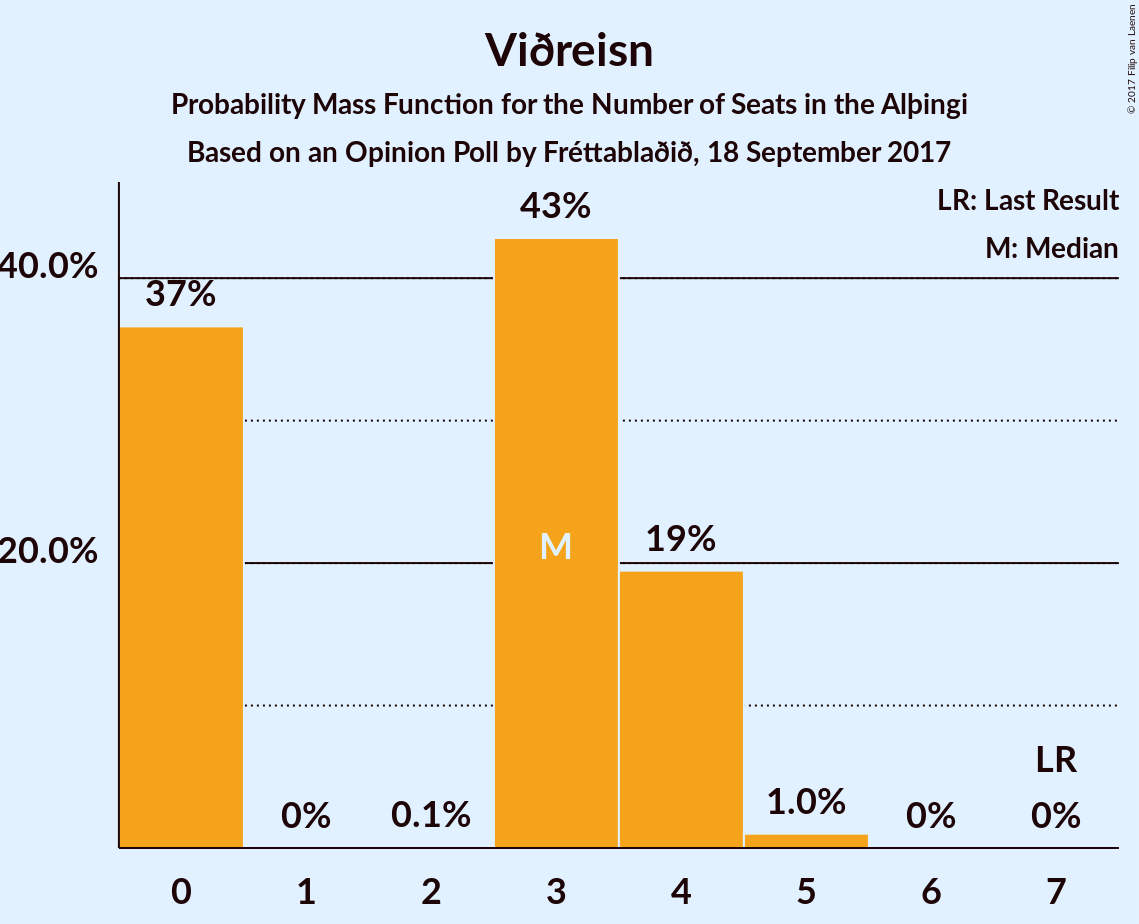 Viðreisn
Probability Mass Function for the Number of Seats in the Alþingi
Based on an Opinion Poll by Fréttablaðið, 18 September 2017
© 2017 Filip van Laenen
LR: Last Result
M: Median
43%
40.0%
37%
M
19%
20.0%
LR
0%
0.1%
1.0%
0%
0%
0 1 2 3 4 5 6 7